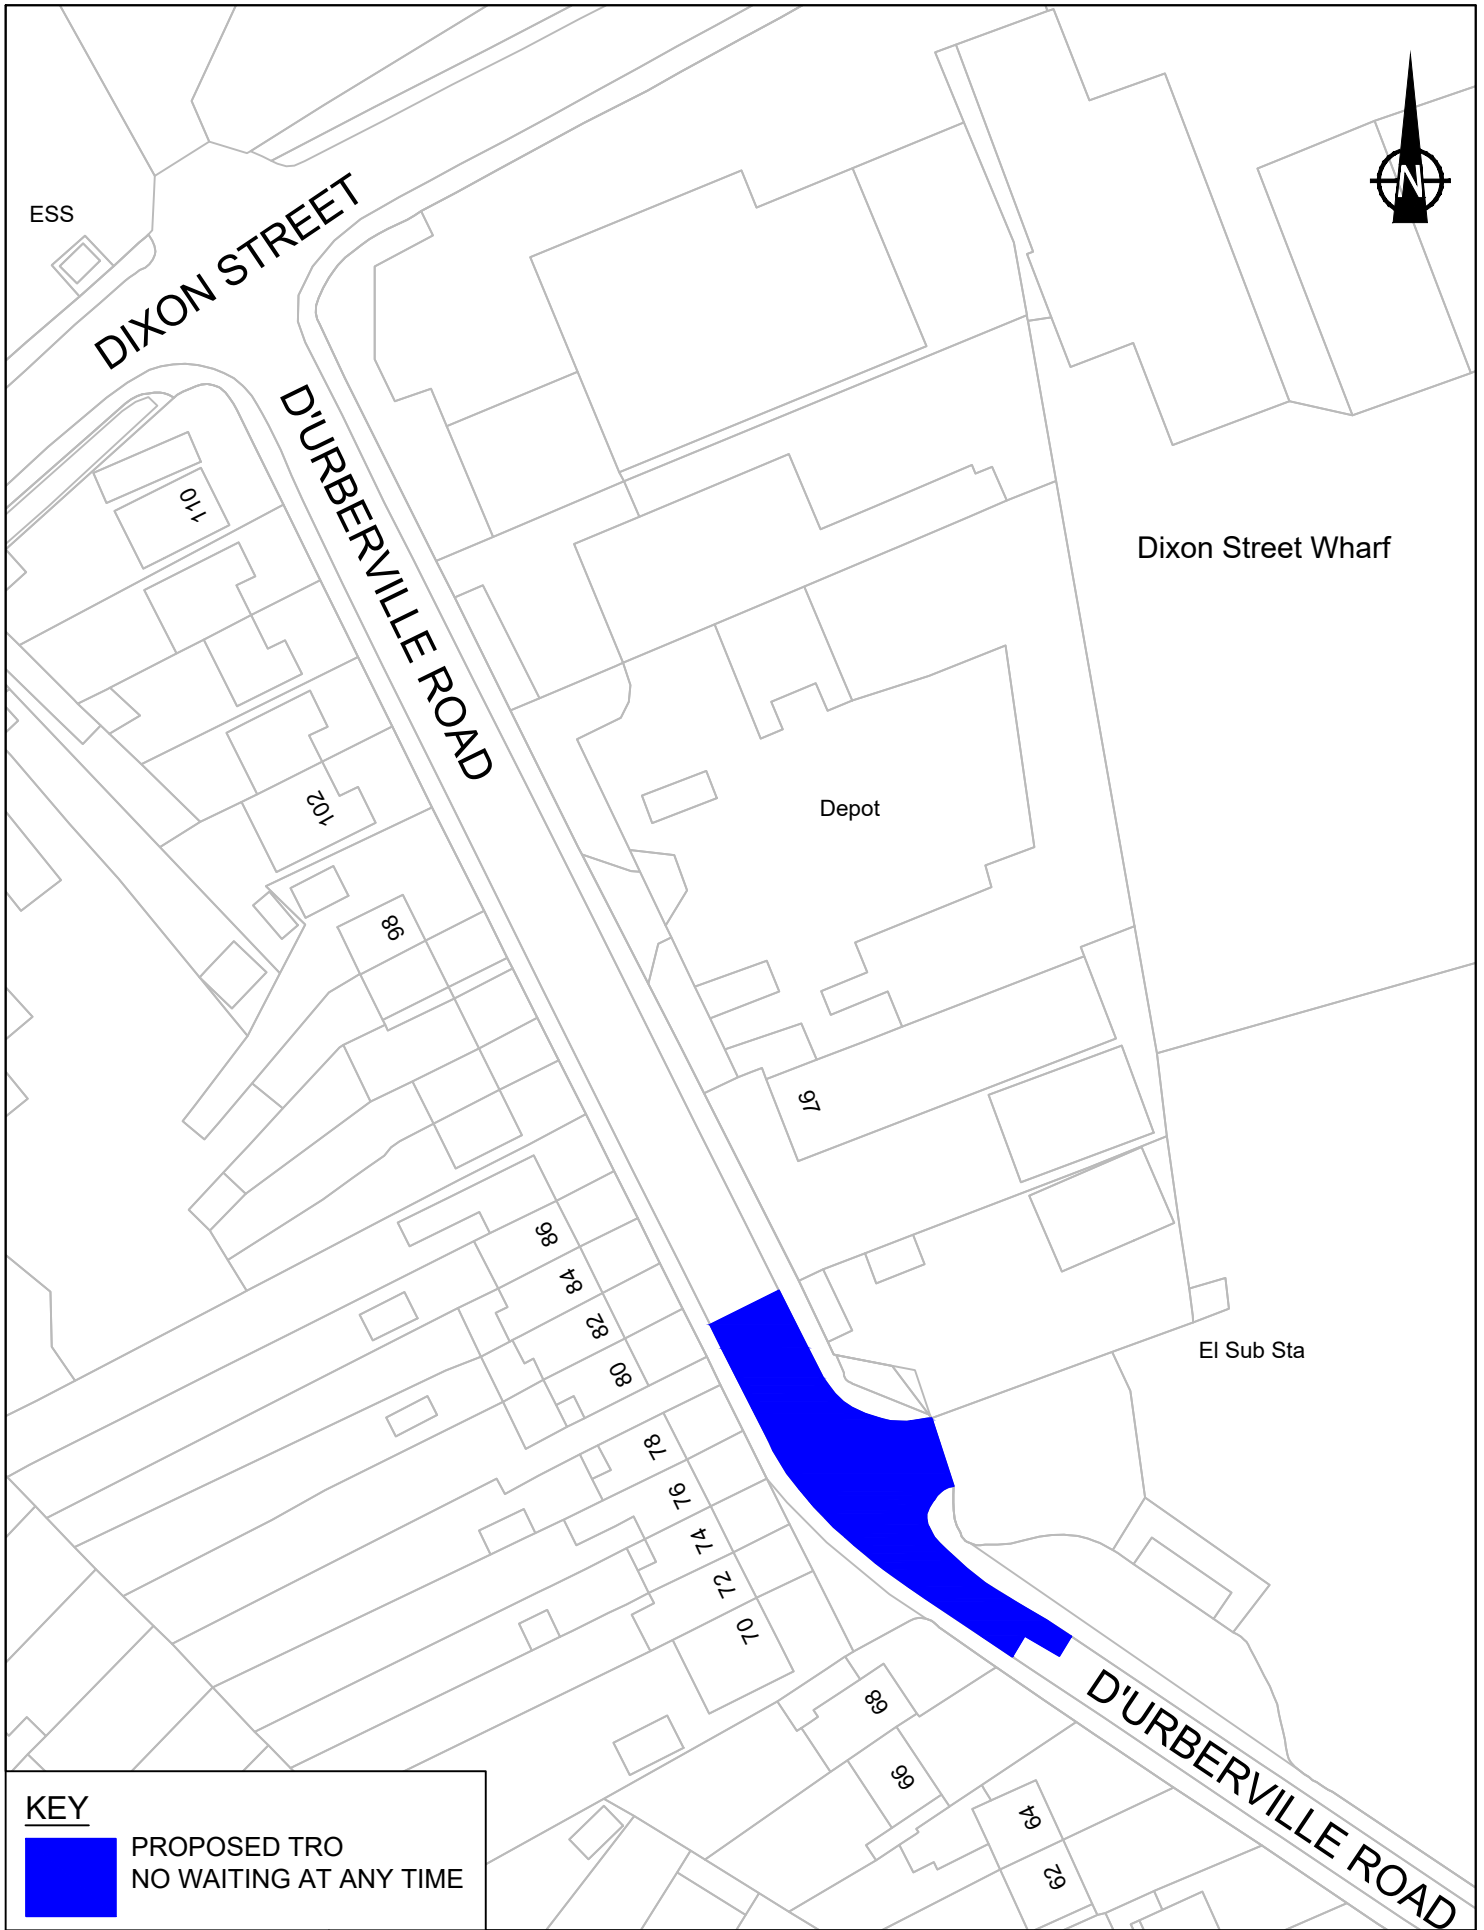 N
ESS
DIXON STREET
D'URBERVILLE ROAD
110
Dixon Street Wharf
102
Depot
98
97
86
84
82
80
El Sub Sta
78
76
74
72
70
68
66
64
62
D'URBERVILLE ROAD
KEY
PROPOSED TRO
NO WAITING AT ANY TIME